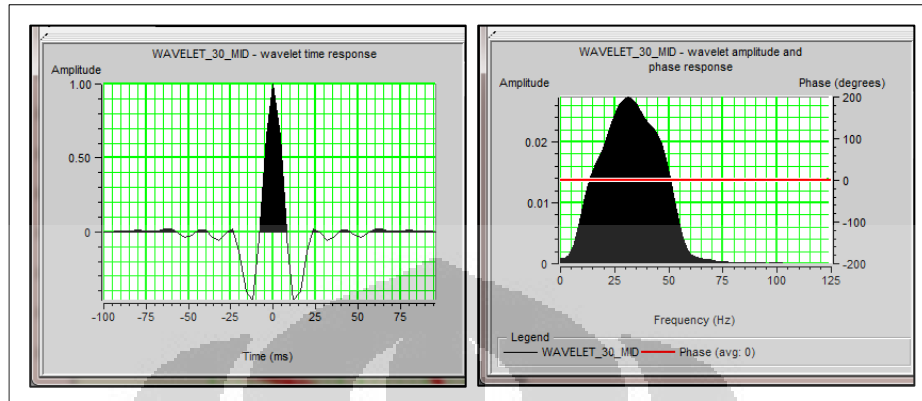 WAVELET_30_MID - wavelet time response
Amplitude
1.00
0.50
0
-100 -75 -50 -25 0 25 50 75
Time (ms)
WAVELET_30_MID - wavelet amplitude and
phase response
Amplitude Phase (degrees)
0.02
0.01
0
200
100
0
-100
-200
0 25 50 75 100 125
Frequency (Hz)
Legend
WAVELET_30_MID Phase (avg: 0)